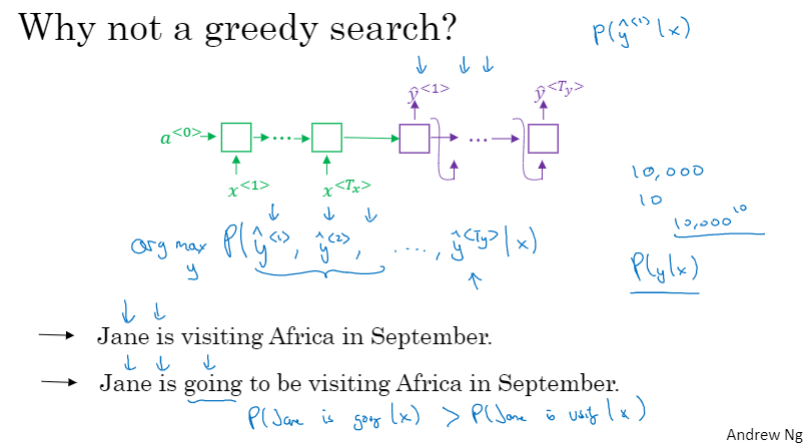 Why not a greedy search?
P(ŷ^<1> | x)
ŷ^<1>
ŷ^<Ty>
a^<0>
...
...
x^<1>
x^<Tx>
10,000
10
10,000^10
arg max P(ŷ^<1>, ŷ^<2>, ...., ŷ^<Ty> | x)
y
P(y|x)
Jane is visiting Africa in September.
Jane is going to be visiting Africa in September.
P(Jane is going | x) > P(Jane is | x)
Andrew Ng